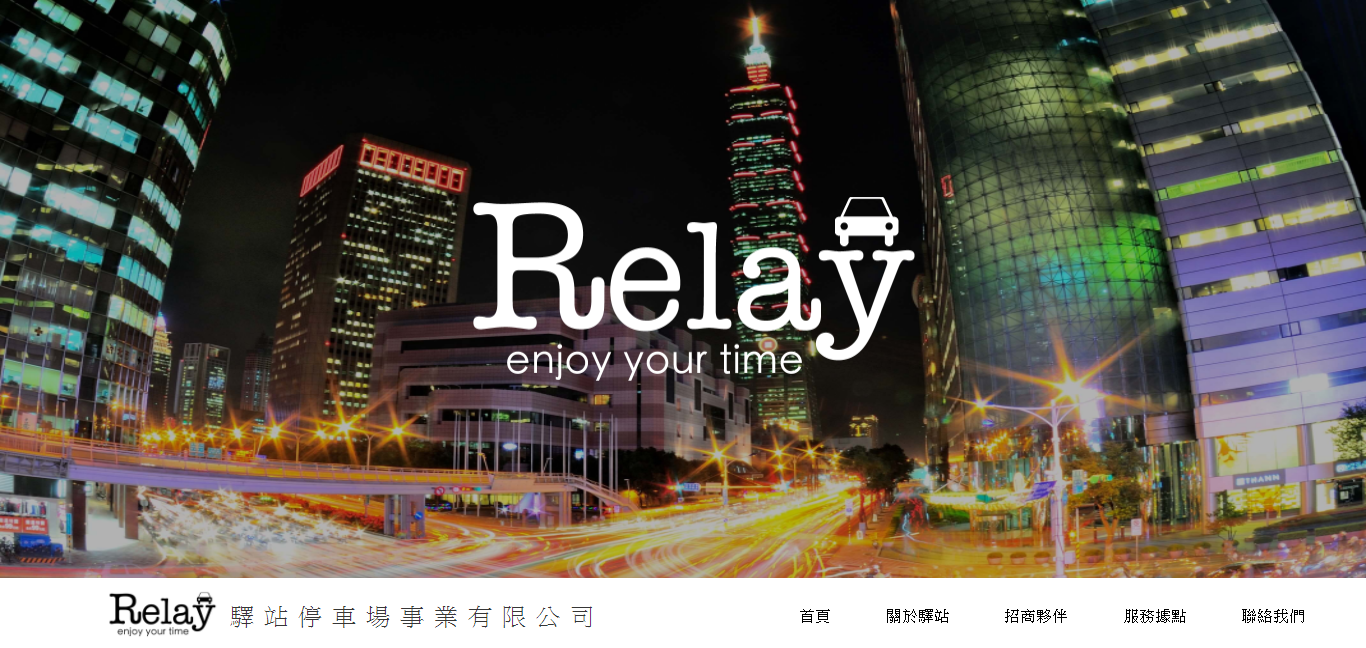 Relay
enjoy your time
THANN
Relay
enjoy your time
驛站停車場事業有限公司
首頁
關於驛站
招商夥伴
服務據點
聯絡我們